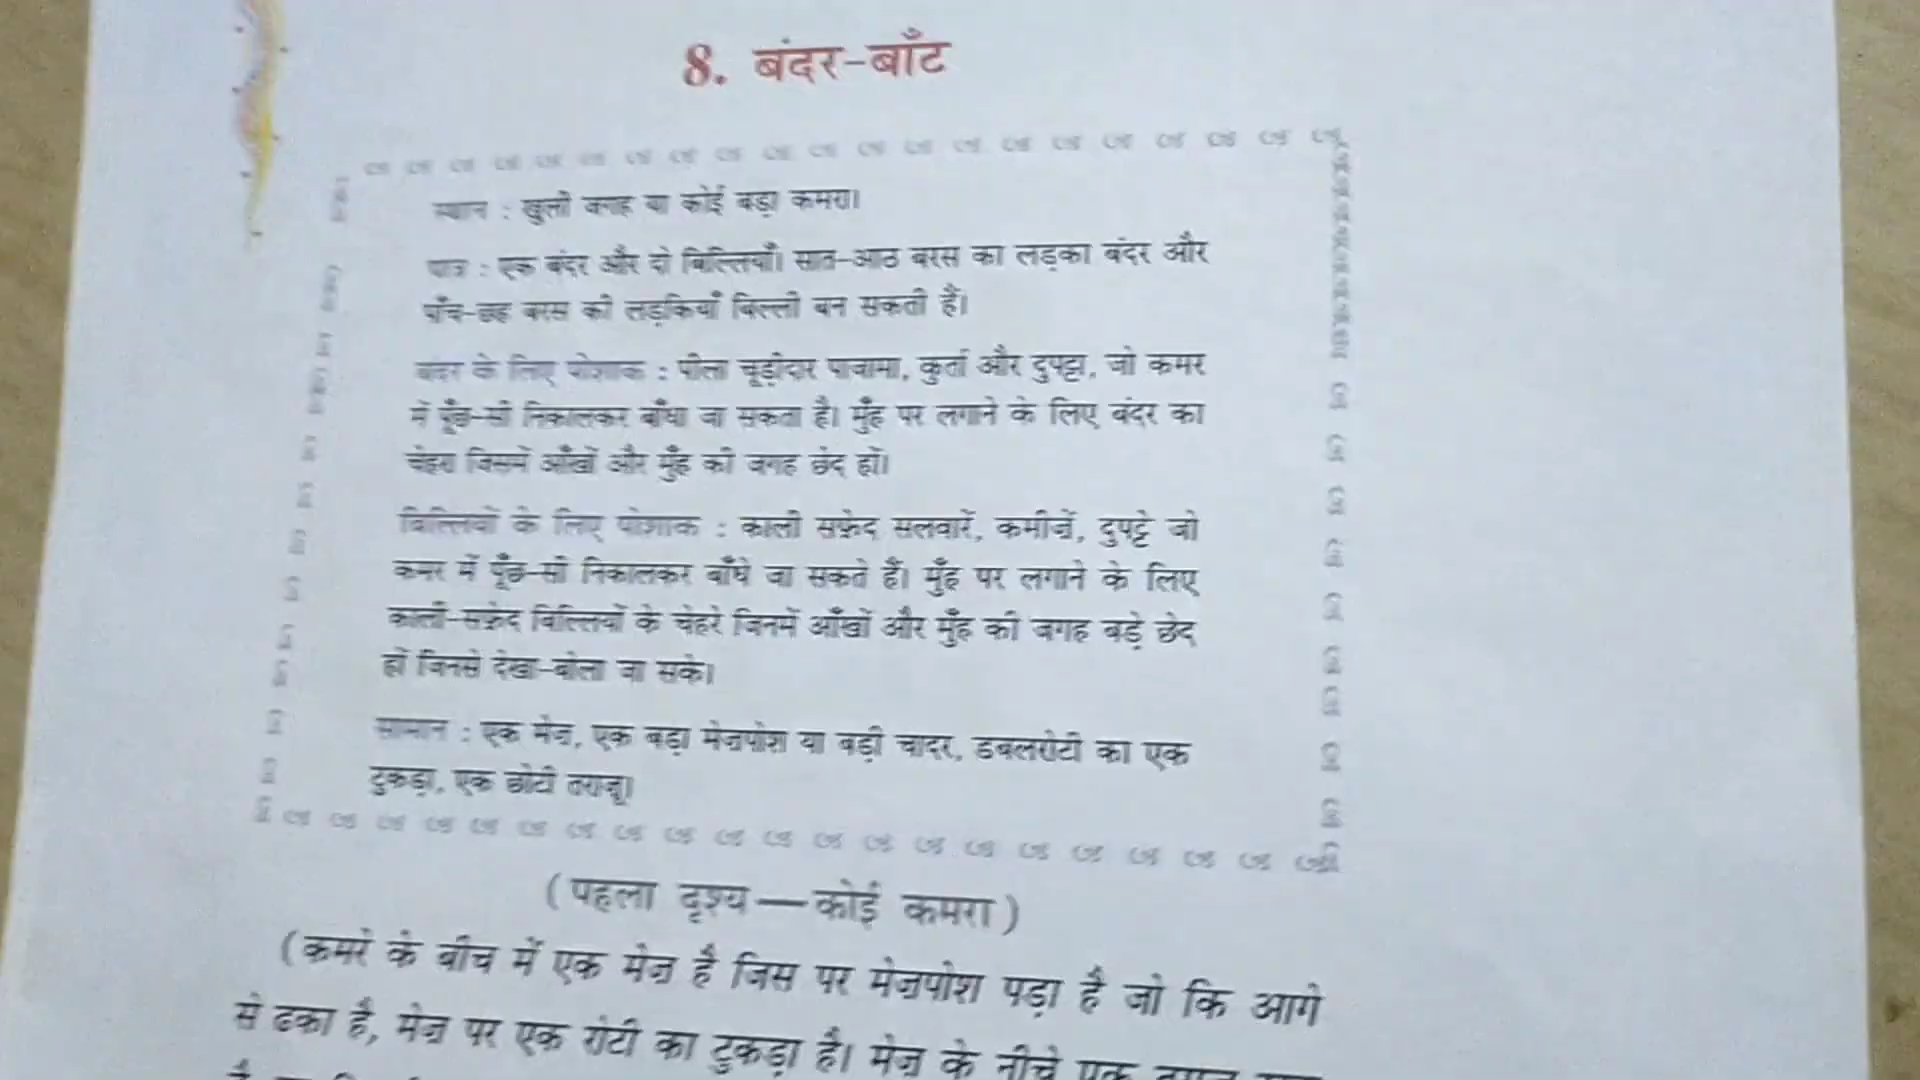 8. बंदर-बाँट
स्थान : खुली जगह या कोई बड़ा कमरा।
पात्र : एक बंदर और दो बिल्लियाँ। सात-आठ बरस का लड़का बंदर और
पाँच-छह बरस की लड़कियाँ बिल्ली बन सकती हैं।
बंदर के लिए पोशाक : पीला चूड़ीदार पाजामा, कुर्ता और दुपट्टा, जो कमर
में पूँछ-सी निकालकर बाँधा जा सकता है। मुँह पर लगाने के लिए बंदर का
चेहरा जिसमें आँखों और मुँह की जगह छेद हों।
बिल्लियों के लिए पोशाक : काली सफ़ेद सलवारें, कमीज़ें, दुपट्टे जो
कमर में पूँछ-सी निकालकर बाँधे जा सकते हैं। मुँह पर लगाने के लिए
काली-सफ़ेद बिल्लियों के चेहरे जिनमें आँखों और मुँह की जगह बड़े छेद
हों जिनसे देखा-बोला जा सके।
सामान : एक मेज़, एक बड़ा मेज़पोश या बड़ी चादर, डबलरोटी का एक
टुकड़ा, एक छोटी तराज़ू।
(पहला दृश्य—कोई कमरा)
(कमरे के बीच में एक मेज़ है जिस पर मेज़पोश पड़ा है जो कि आगे
से ढका है, मेज़ पर एक रोटी का टुकड़ा है। मेज़ के नीचे एक